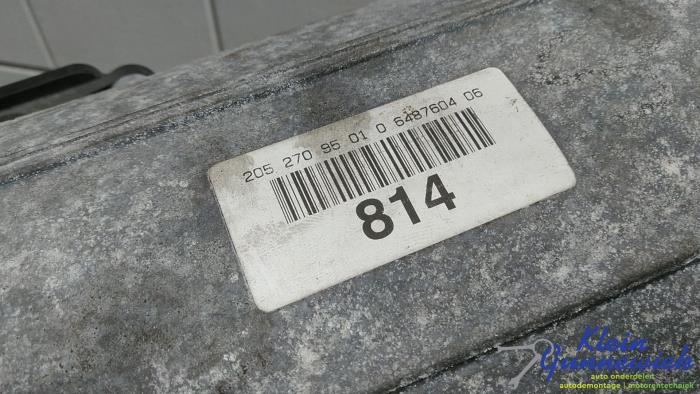 205 270 95 01 0 6487604 06
814
Klein
Gunnewiek
auto onderdelen
autodemontage | motorentechniek